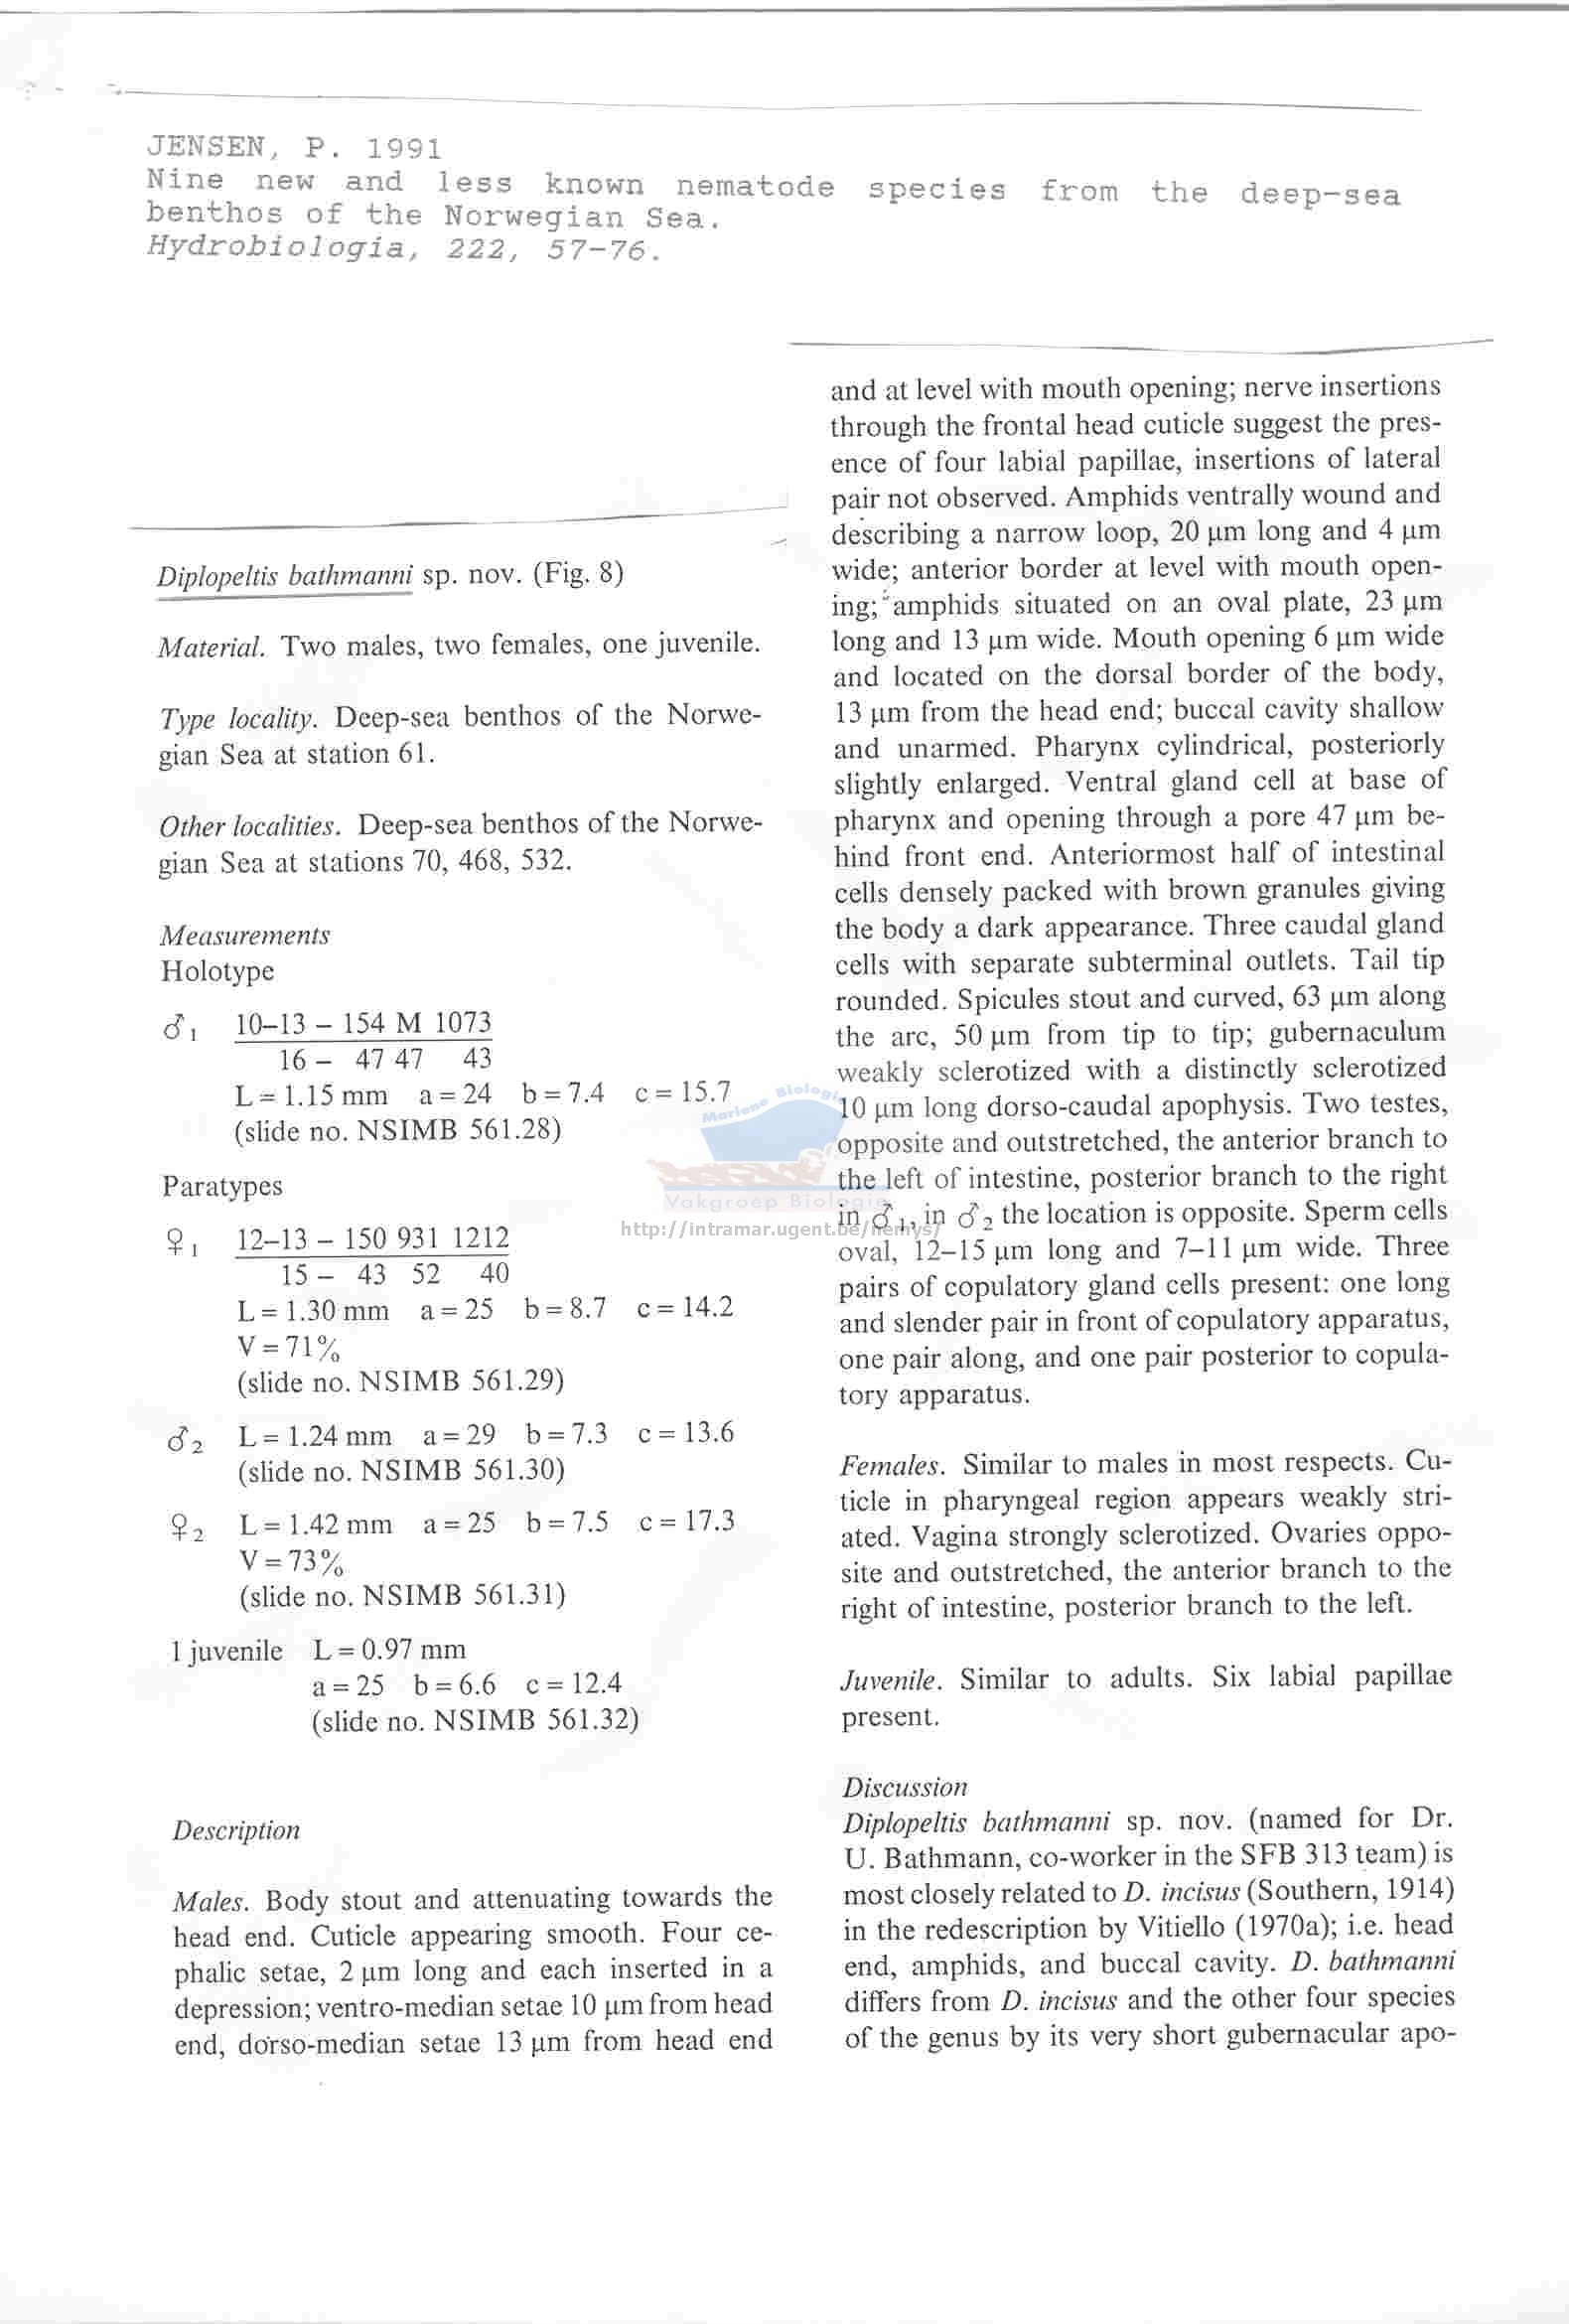 JENSEN, P. 1991
Nine new and less known nematode species from the deep-sea
benthos of the Norwegian Sea.
Hydrobiologia, 222, 57-76.
Diplopeltis bathmanni sp. nov. (Fig. 8)
Material. Two males, two females, one juvenile.
Type locality. Deep-sea benthos of the Norwe-
gian Sea at station 61.
Other localities. Deep-sea benthos of the Norwe-
gian Sea at stations 70, 468, 532.
Measurements
Holotype
♂1 10–13 – 154 M 1073
16 – 47 47 43
L = 1.15 mm a = 24 b = 7.4 c = 15.7
(slide no. NSIMB 561.28)
Paratypes
♀1 12–13 – 150 931 1212
15 – 43 52 40
L = 1.30 mm a = 25 b = 8.7 c = 14.2
V = 71%
(slide no. NSIMB 561.29)
♂2 L = 1.24 mm a = 29 b = 7.3 c = 13.6
(slide no. NSIMB 561.30)
♀2 L = 1.42 mm a = 25 b = 7.5 c = 17.3
V = 73%
(slide no. NSIMB 561.31)
1 juvenile L = 0.97 mm
a = 25 b = 6.6 c = 12.4
(slide no. NSIMB 561.32)
Description
Males. Body stout and attenuating towards the
head end. Cuticle appearing smooth. Four ce-
phalic setae, 2 µm long and each inserted in a
depression; ventro-median setae 10 µm from head
end, dorso-median setae 13 µm from head end
and at level with mouth opening; nerve insertions
through the frontal head cuticle suggest the pres-
ence of four labial papillae, insertions of lateral
pair not observed. Amphids ventrally wound and
describing a narrow loop, 20 µm long and 4 µm
wide; anterior border at level with mouth open-
ing; amphids situated on an oval plate, 23 µm
long and 13 µm wide. Mouth opening 6 µm wide
and located on the dorsal border of the body,
13 µm from the head end; buccal cavity shallow
and unarmed. Pharynx cylindrical, posteriorly
slightly enlarged. Ventral gland cell at base of
pharynx and opening through a pore 47 µm be-
hind front end. Anteriormost half of intestinal
cells densely packed with brown granules giving
the body a dark appearance. Three caudal gland
cells with separate subterminal outlets. Tail tip
rounded. Spicules stout and curved, 63 µm along
the arc, 50 µm from tip to tip; gubernaculum
weakly sclerotized with a distinctly sclerotized
10 µm long dorso-caudal apophysis. Two testes,
opposite and outstretched, the anterior branch to
the left of intestine, posterior branch to the right
in ♂1, in ♂2 the location is opposite. Sperm cells
oval, 12–15 µm long and 7–11 µm wide. Three
pairs of copulatory gland cells present: one long
and slender pair in front of copulatory apparatus,
one pair along, and one pair posterior to copula-
tory apparatus.
Females. Similar to males in most respects. Cu-
ticle in pharyngeal region appears weakly stri-
ated. Vagina strongly sclerotized. Ovaries oppo-
site and outstretched, the anterior branch to the
right of intestine, posterior branch to the left.
Juvenile. Similar to adults. Six labial papillae
present.
Discussion
Diplopeltis bathmanni sp. nov. (named for Dr.
U. Bathmann, co-worker in the SFB 313 team) is
most closely related to D. incisus (Southern, 1914)
in the redescription by Vitiello (1970a); i.e. head
end, amphids, and buccal cavity. D. bathmanni
differs from D. incisus and the other four species
of the genus by its very short gubernacular apo-
Mariene Biologie
Vakgroep Biologie
http://intramar.ugent.be/nemys/